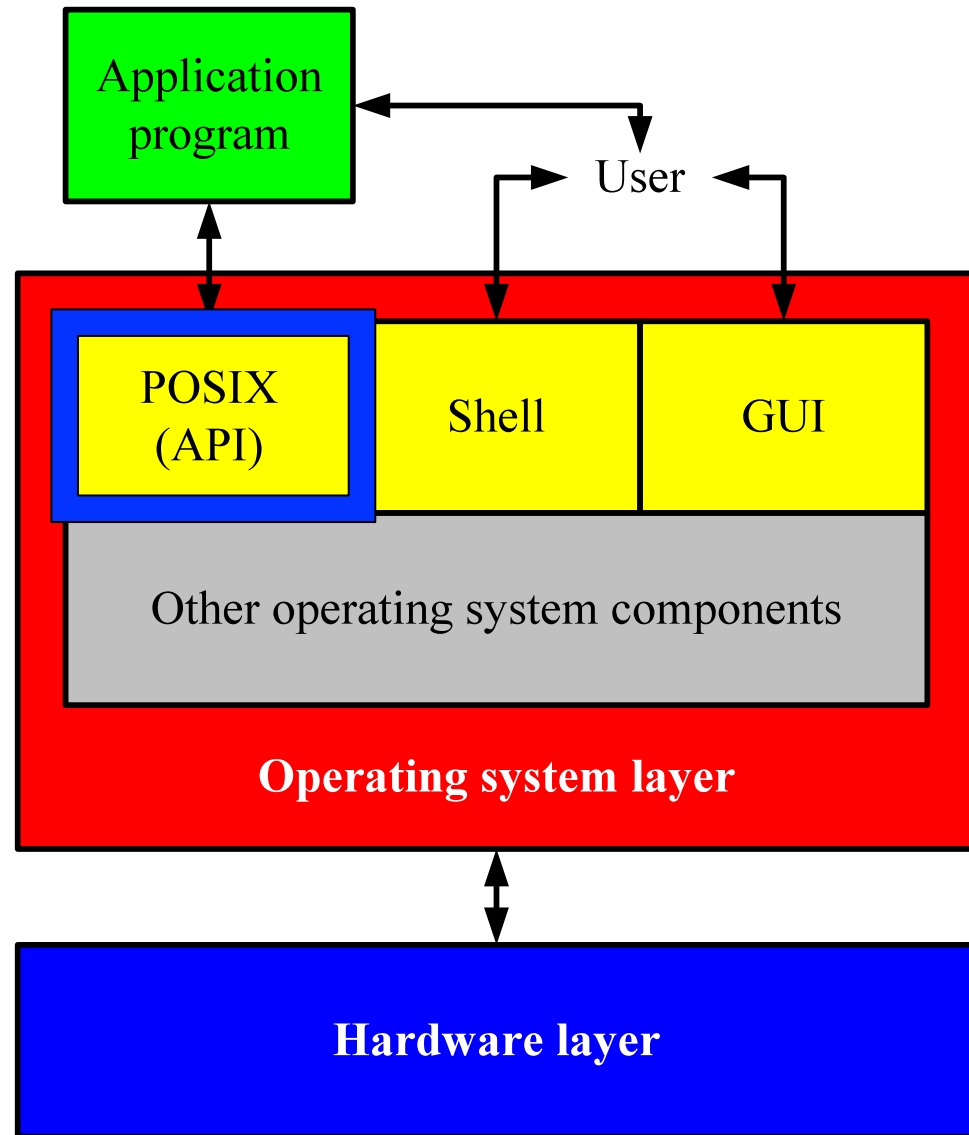 Application
program
User
POSIX
(API)
Shell
GUI
Other operating system components
Operating system layer
Hardware layer